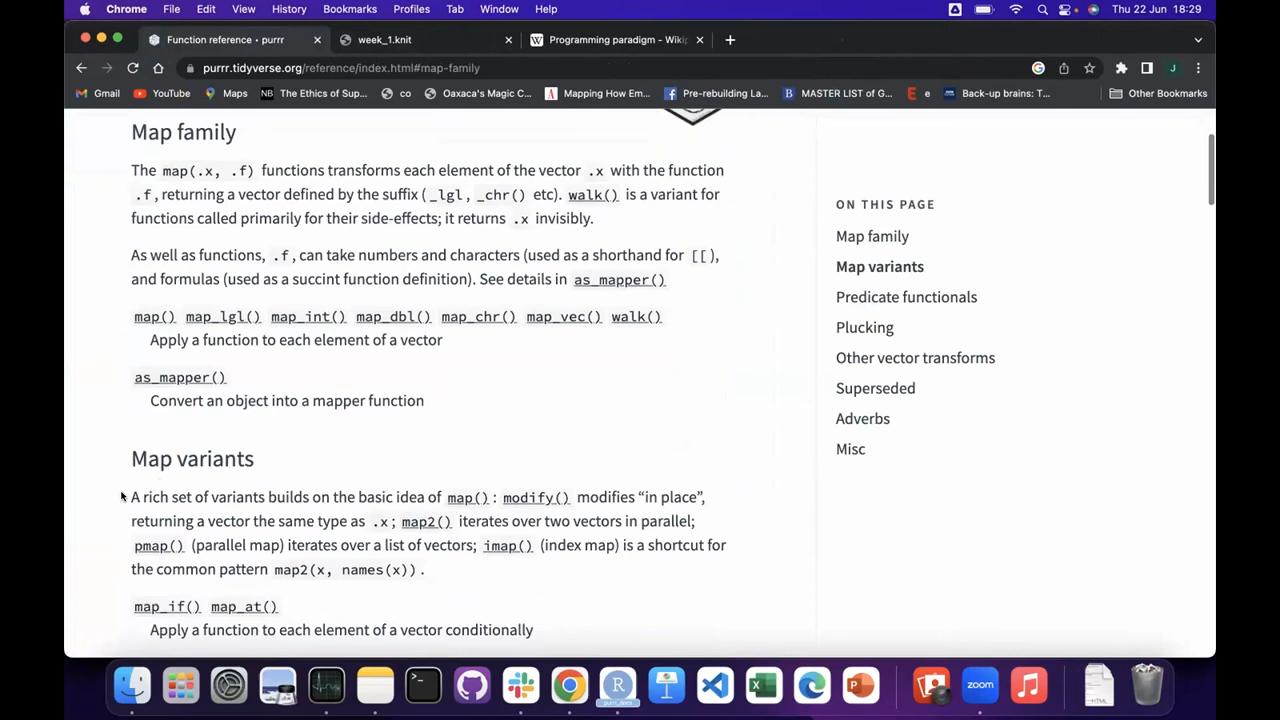 Chrome File Edit View History Bookmarks Profiles Tab Window Help Thu 22 Jun 18:29
Function reference • purrr week_1.knit W Programming paradigm - Wiki
purrr.tidyverse.org/reference/index.html#map-family G J
Gmail YouTube Maps NB The Ethics of Sup... co Oaxaca's Magic C... A Mapping How Em... Pre-rebuilding La... B MASTER LIST of G... E e Back-up brains: T... Other Bookmarks
Map family
The map(.x, .f) functions transforms each element of the vector .x with the function
.f, returning a vector defined by the suffix (_lgl, _chr() etc). walk() is a variant for
functions called primarily for their side-effects; it returns .x invisibly.
As well as functions, .f, can take numbers and characters (used as a shorthand for [[),
and formulas (used as a succint function definition). See details in as_mapper()
map() map_lgl() map_int() map_dbl() map_chr() map_vec() walk()
Apply a function to each element of a vector
as_mapper()
Convert an object into a mapper function
Map variants
A rich set of variants builds on the basic idea of map(): modify() modifies “in place”,
returning a vector the same type as .x; map2() iterates over two vectors in parallel;
pmap() (parallel map) iterates over a list of vectors; imap() (index map) is a shortcut for
the common pattern map2(x, names(x)).
map_if() map_at()
Apply a function to each element of a vector conditionally
ON THIS PAGE
Map family
Map variants
Predicate functionals
Plucking
Other vector transforms
Superseded
Adverbs
Misc
R
purrr_docs
X
P
zoom
HTML